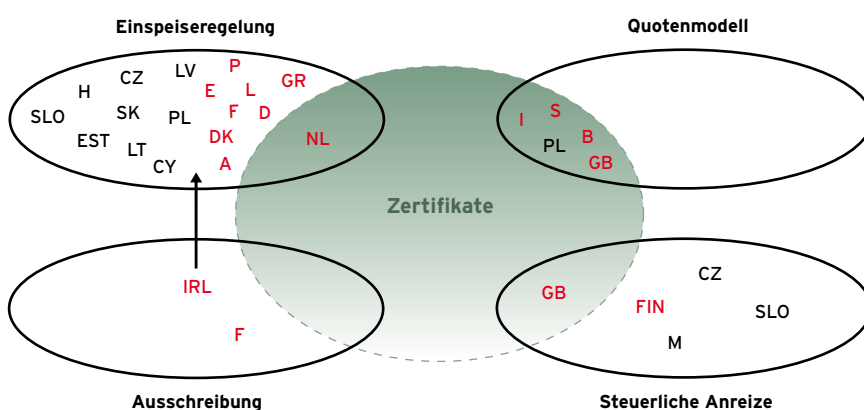 Einspeiseregelung
Quotenmodell
P
LV
CZ
GR
H
E
L
SLO
SK
PL
F
D
EST
DK
NL
LT
CY
A
I
S
B
PL
GB
Zertifikate
IRL
F
GB
FIN
CZ
SLO
M
Ausschreibung
Steuerliche Anreize